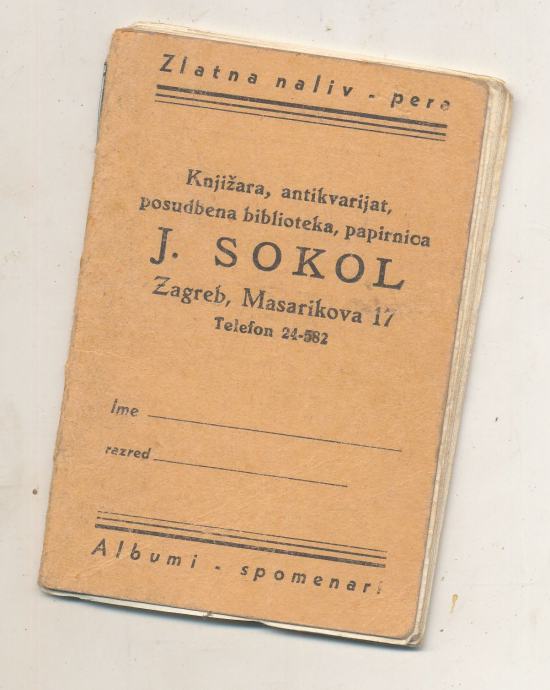 Zlatna naliv - pera
Knjižara, antikvarijat,
posudbena biblioteka, papirnica
J. SOKOL
Zagreb, Masarikova 17
Telefon 24-582
Ime
razred
Albumi - spomenari